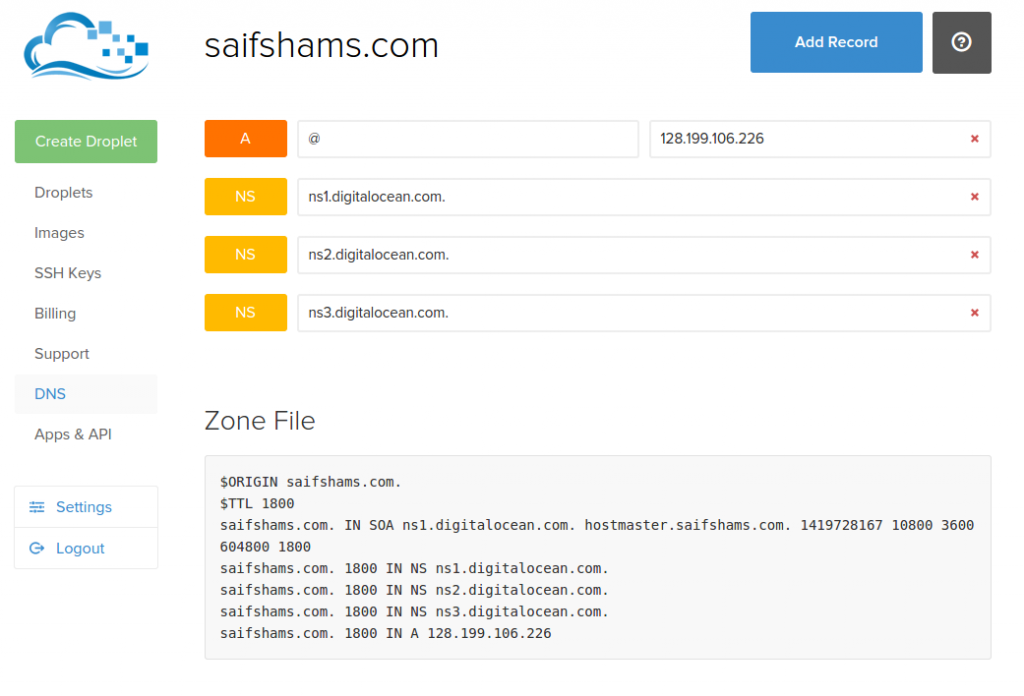 saifshams.com
Add Record
?
Create Droplet
Droplets
Images
SSH Keys
Billing
Support
DNS
Apps & API
Settings
Logout
A @ 128.199.106.226 ×
NS ns1.digitalocean.com. ×
NS ns2.digitalocean.com. ×
NS ns3.digitalocean.com. ×
Zone File
$ORIGIN saifshams.com.
$TTL 1800
saifshams.com. IN SOA ns1.digitalocean.com. hostmaster.saifshams.com. 1419728167 10800 3600
604800 1800
saifshams.com. 1800 IN NS ns1.digitalocean.com.
saifshams.com. 1800 IN NS ns2.digitalocean.com.
saifshams.com. 1800 IN NS ns3.digitalocean.com.
saifshams.com. 1800 IN A 128.199.106.226